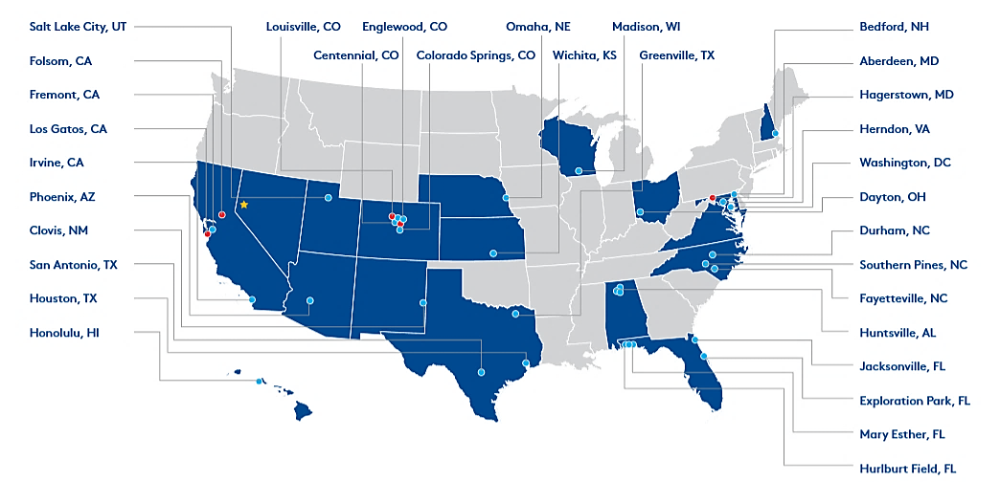 Salt Lake City, UT
Louisville, CO
Englewood, CO
Omaha, NE
Madison, WI
Bedford, NH
Centennial, CO
Colorado Springs, CO
Wichita, KS
Greenville, TX
Folsom, CA
Fremont, CA
Los Gatos, CA
Irvine, CA
Phoenix, AZ
Clovis, NM
San Antonio, TX
Houston, TX
Honolulu, HI
Aberdeen, MD
Hagerstown, MD
Herndon, VA
Washington, DC
Dayton, OH
Durham, NC
Southern Pines, NC
Fayetteville, NC
Huntsville, AL
Jacksonville, FL
Exploration Park, FL
Mary Esther, FL
Hurlburt Field, FL